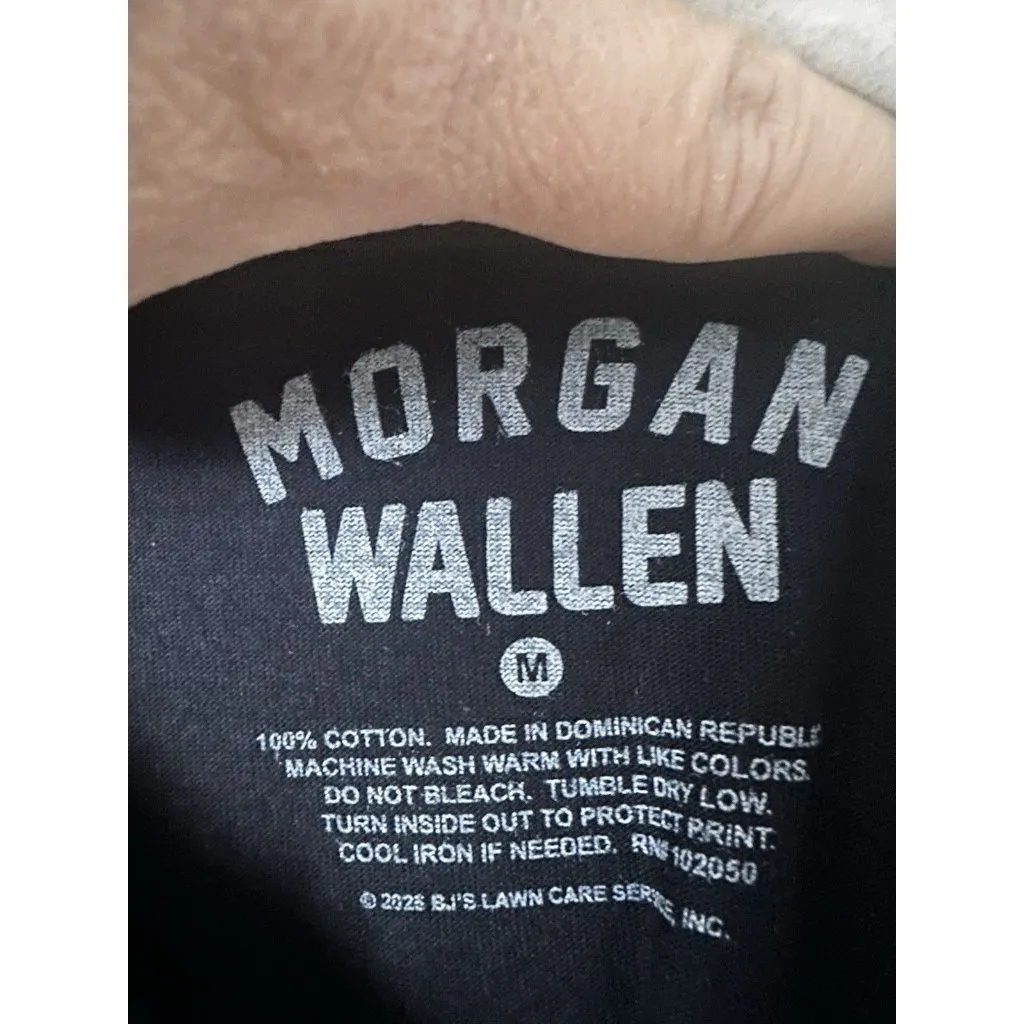 MORGAN
WALLEN
M
100% COTTON. MADE IN DOMINICAN REPUBLIC
MACHINE WASH WARM WITH LIKE COLORS.
DO NOT BLEACH. TUMBLE DRY LOW.
TURN INSIDE OUT TO PROTECT PRINT.
COOL IRON IF NEEDED. RN# 102050
© BJ'S LAWN CARE SERVICE, INC.